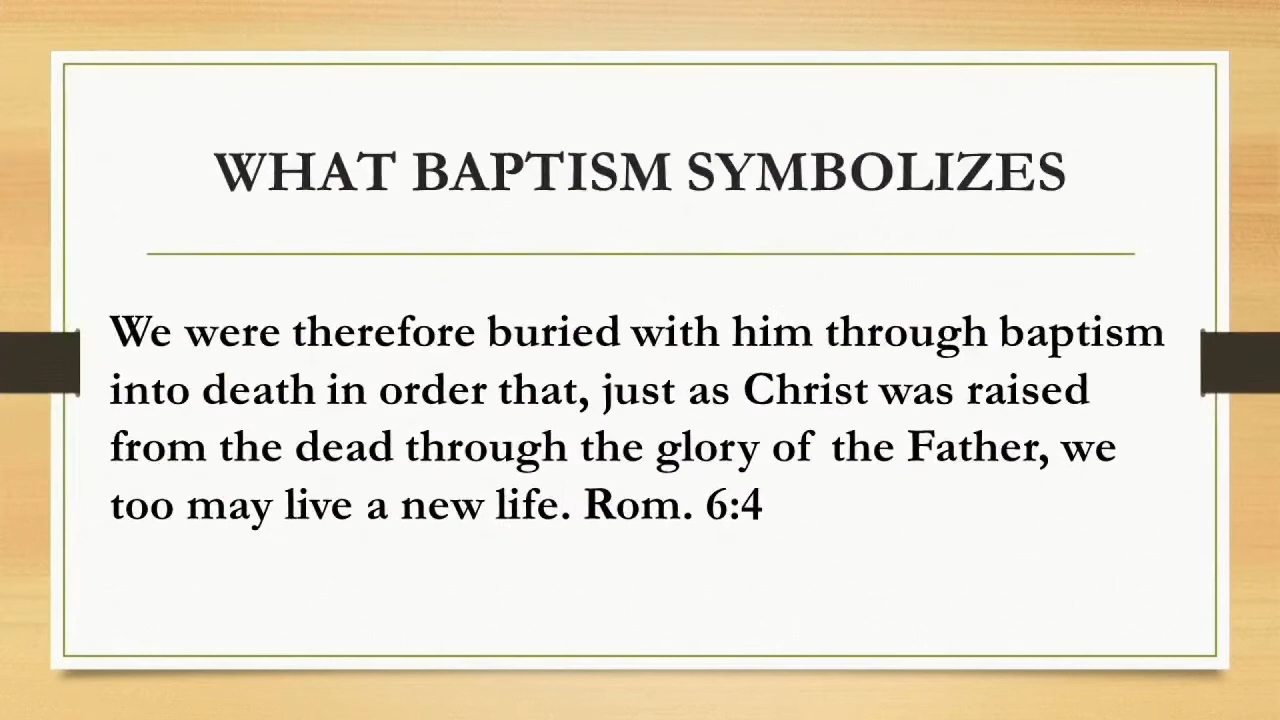 WHAT BAPTISM SYMBOLIZES
We were therefore buried with him through baptism
into death in order that, just as Christ was raised
from the dead through the glory of the Father, we
too may live a new life. Rom. 6:4